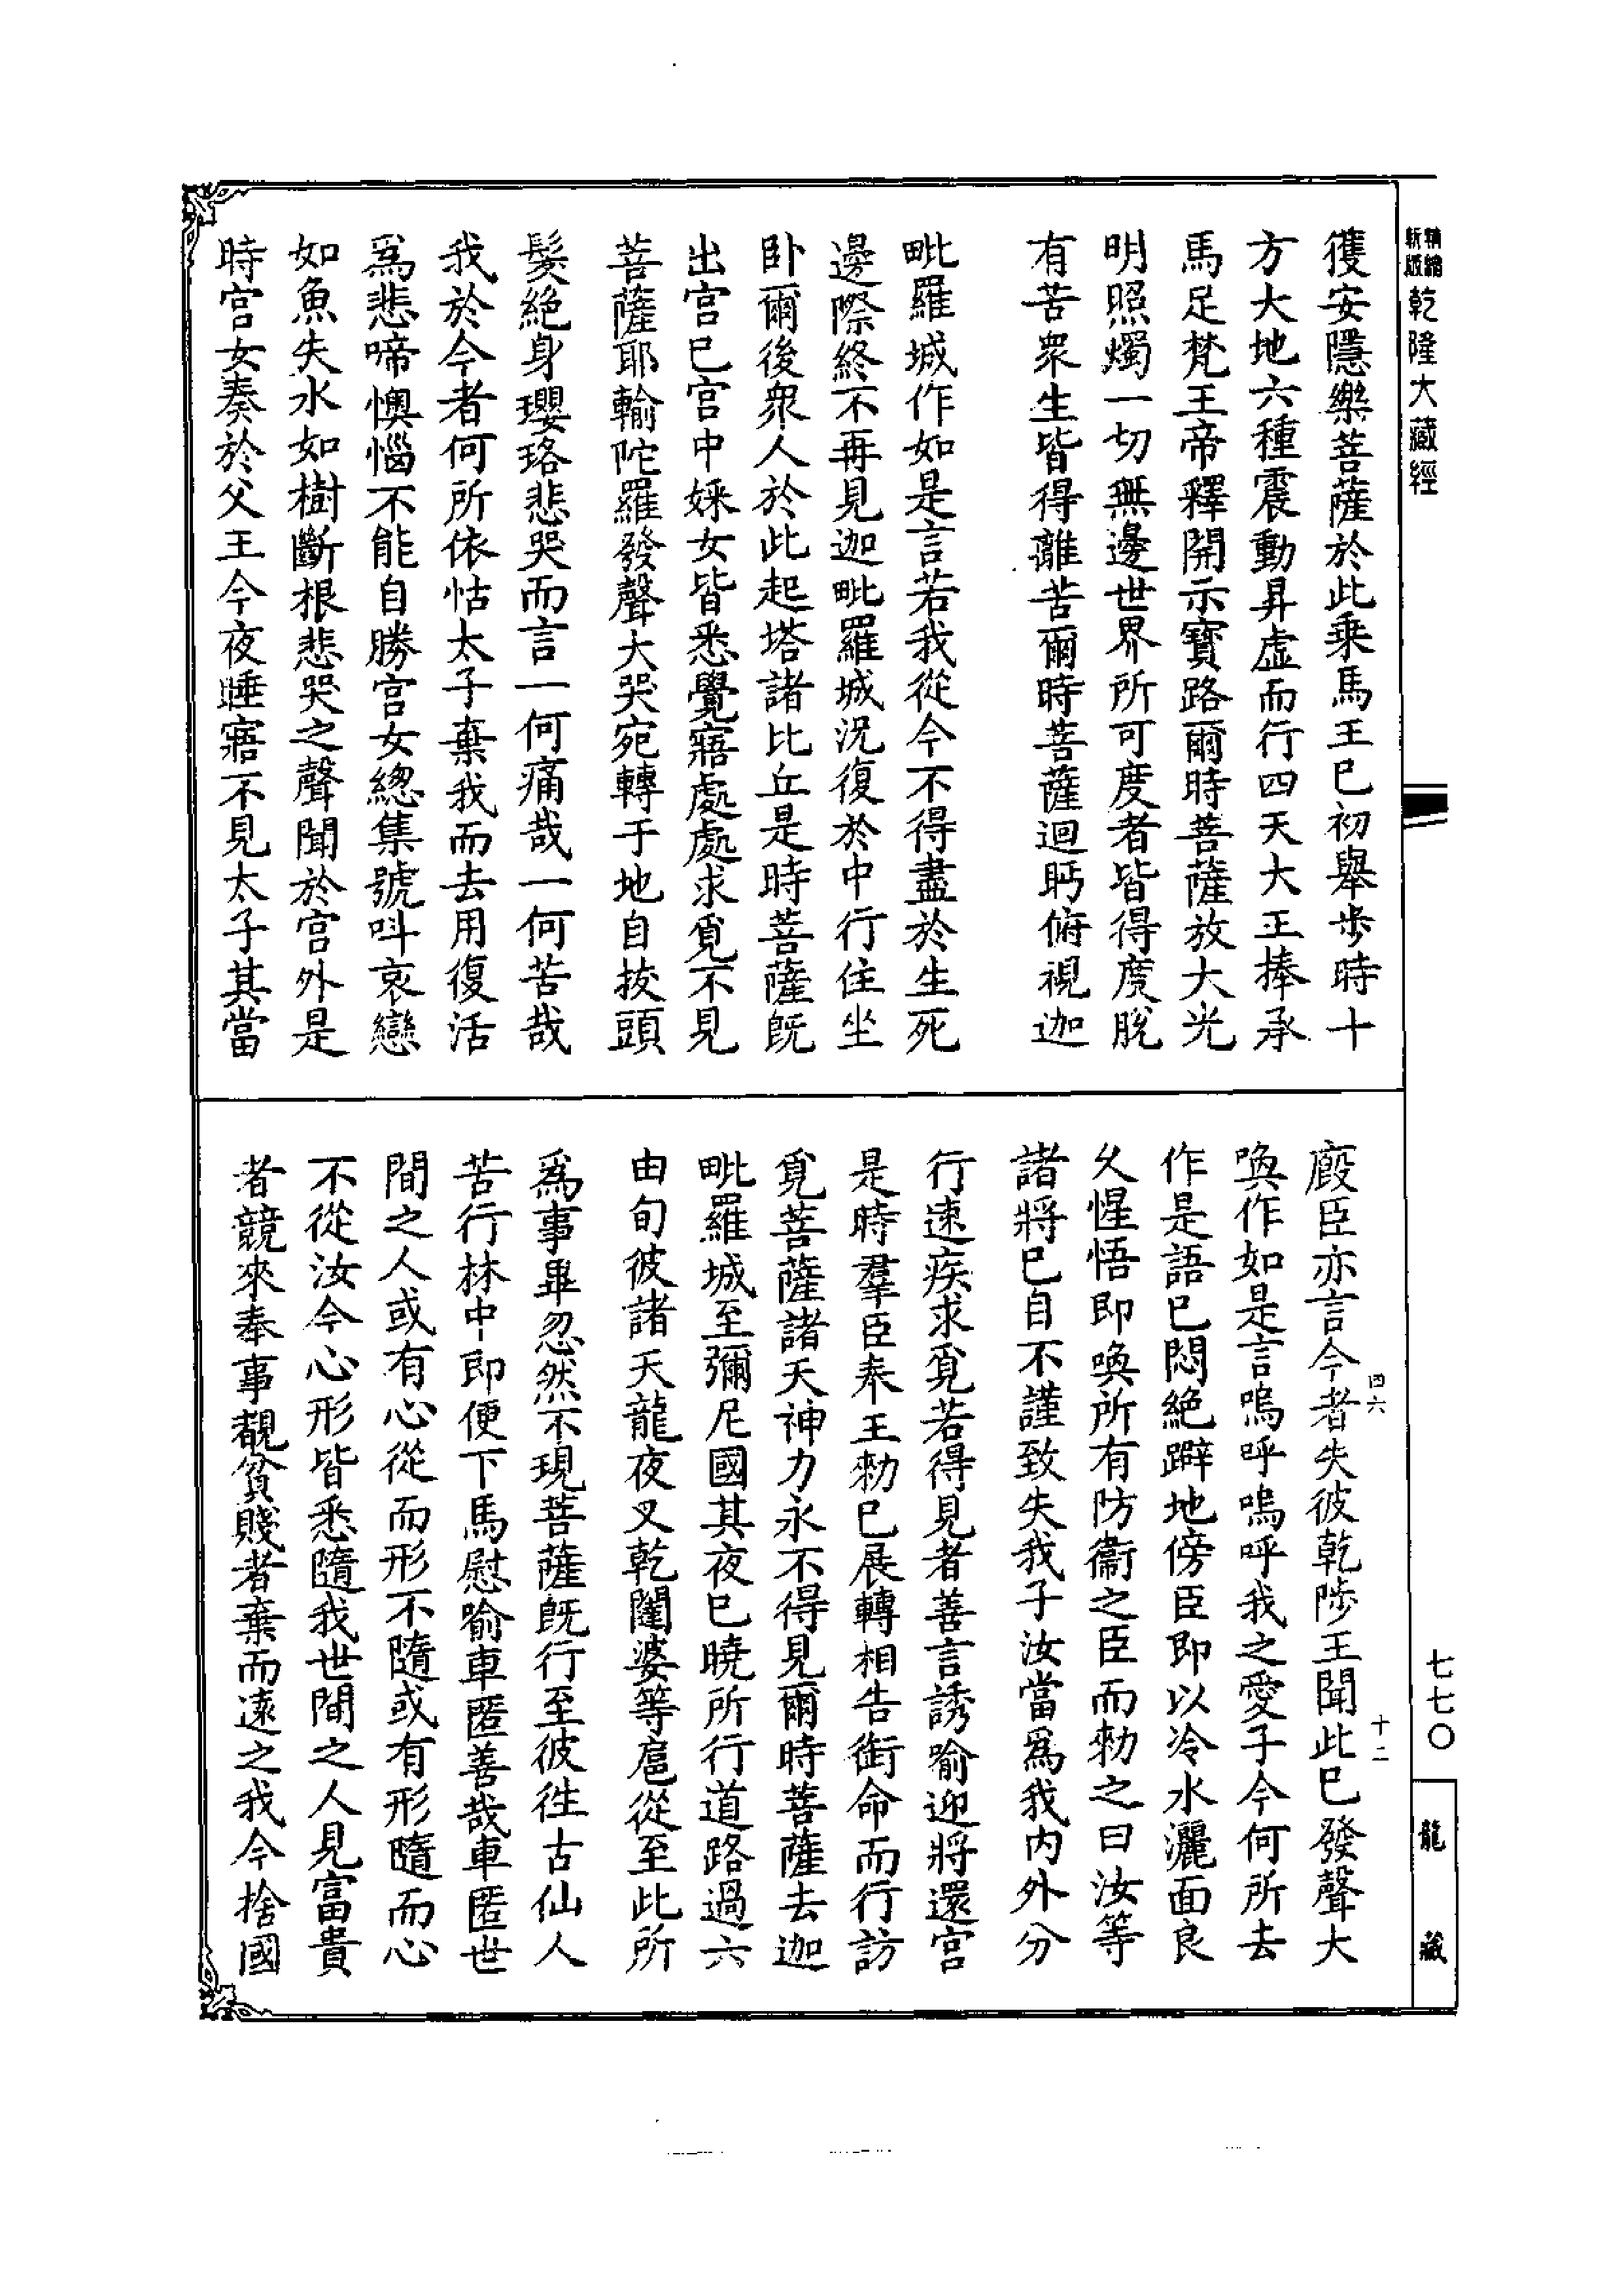 精縮
新版
乾隆大藏經
獲安隱樂菩薩於此乘馬王已初舉步時十
方大地六種震動昇虛而行四天大王捧承
馬足梵王帝釋開示寶路爾時菩薩放大光
明照燭一切無邊世界所可度者皆得度脫
有苦衆生皆得離苦爾時菩薩迴眄俯視迦
毗羅城作如是言若我從今不得盡於生死
邊際終不再見迦毗羅城況復於中行住坐
卧爾後衆人於此起塔諸比丘是時菩薩既
出宮已宮中婇女皆悉覺寤處處求覓不見
菩薩耶輸陀羅發聲大哭宛轉于地自拔頭
髮絕身瓔珞悲哭而言一何痛哉一何苦哉
我於今者何所依怙太子棄我而去用復活
爲悲啼懊惱不能自勝宮女總集號呌哀戀
如魚失水如樹斷根悲哭之聲聞於宮外是
時宮女奏於父王今夜睡寤不見太子其當
廄臣亦言今者失彼乾陟王聞此已發聲大
喚作如是言嗚呼嗚呼我之愛子今何所去
作是語已悶絕躃地傍臣即以冷水灑面良
久惺悟即喚所有防衞之臣而勑之曰汝等
諸將已自不謹致失我子汝當爲我内外分
行速疾求覓若得見者善言誘喻迎將還宮
是時羣臣奉王勑已展轉相告銜命而行訪
覓菩薩諸天神力永不得見爾時菩薩去迦
毗羅城至彌尼國其夜已曉所行道路過六
由旬彼諸天龍夜叉乾闥婆等扈從至此所
爲事畢忽然不現菩薩既行至彼徃古仙人
苦行林中即便下馬慰喻車匿善哉車匿世
間之人或有心從而形不隨或有形隨而心
不從汝今心形皆悉隨我世間之人見富貴
者競來奉事覩貧賤者棄而遠之我今捨國
四六
十二
七七〇
龍藏